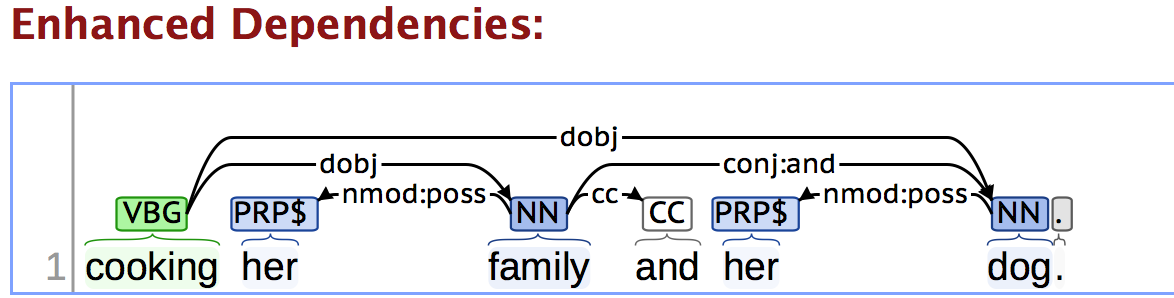 Enhanced Dependencies:
dobj
dobj conj:and
nmod:poss cc nmod:poss
VBG PRP$ NN CC PRP$ NN .
1 cooking her family and her dog.